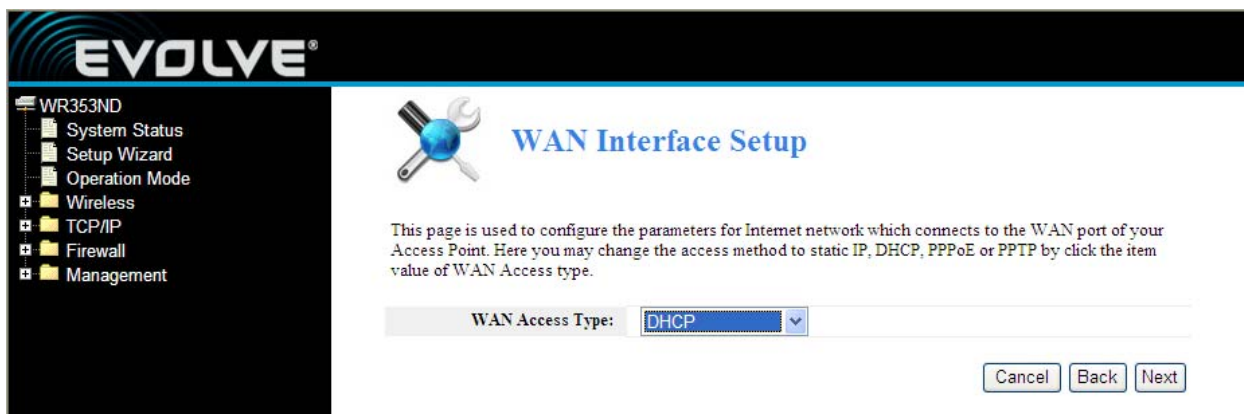 EVOLVE®
WR353ND
System Status
Setup Wizard
Operation Mode
Wireless
TCP/IP
Firewall
Management
WAN Interface Setup
This page is used to configure the parameters for Internet network which connects to the WAN port of your
Access Point. Here you may change the access method to static IP, DHCP, PPPoE or PPTP by click the item
value of WAN Access type.
WAN Access Type: DHCP
Cancel Back Next